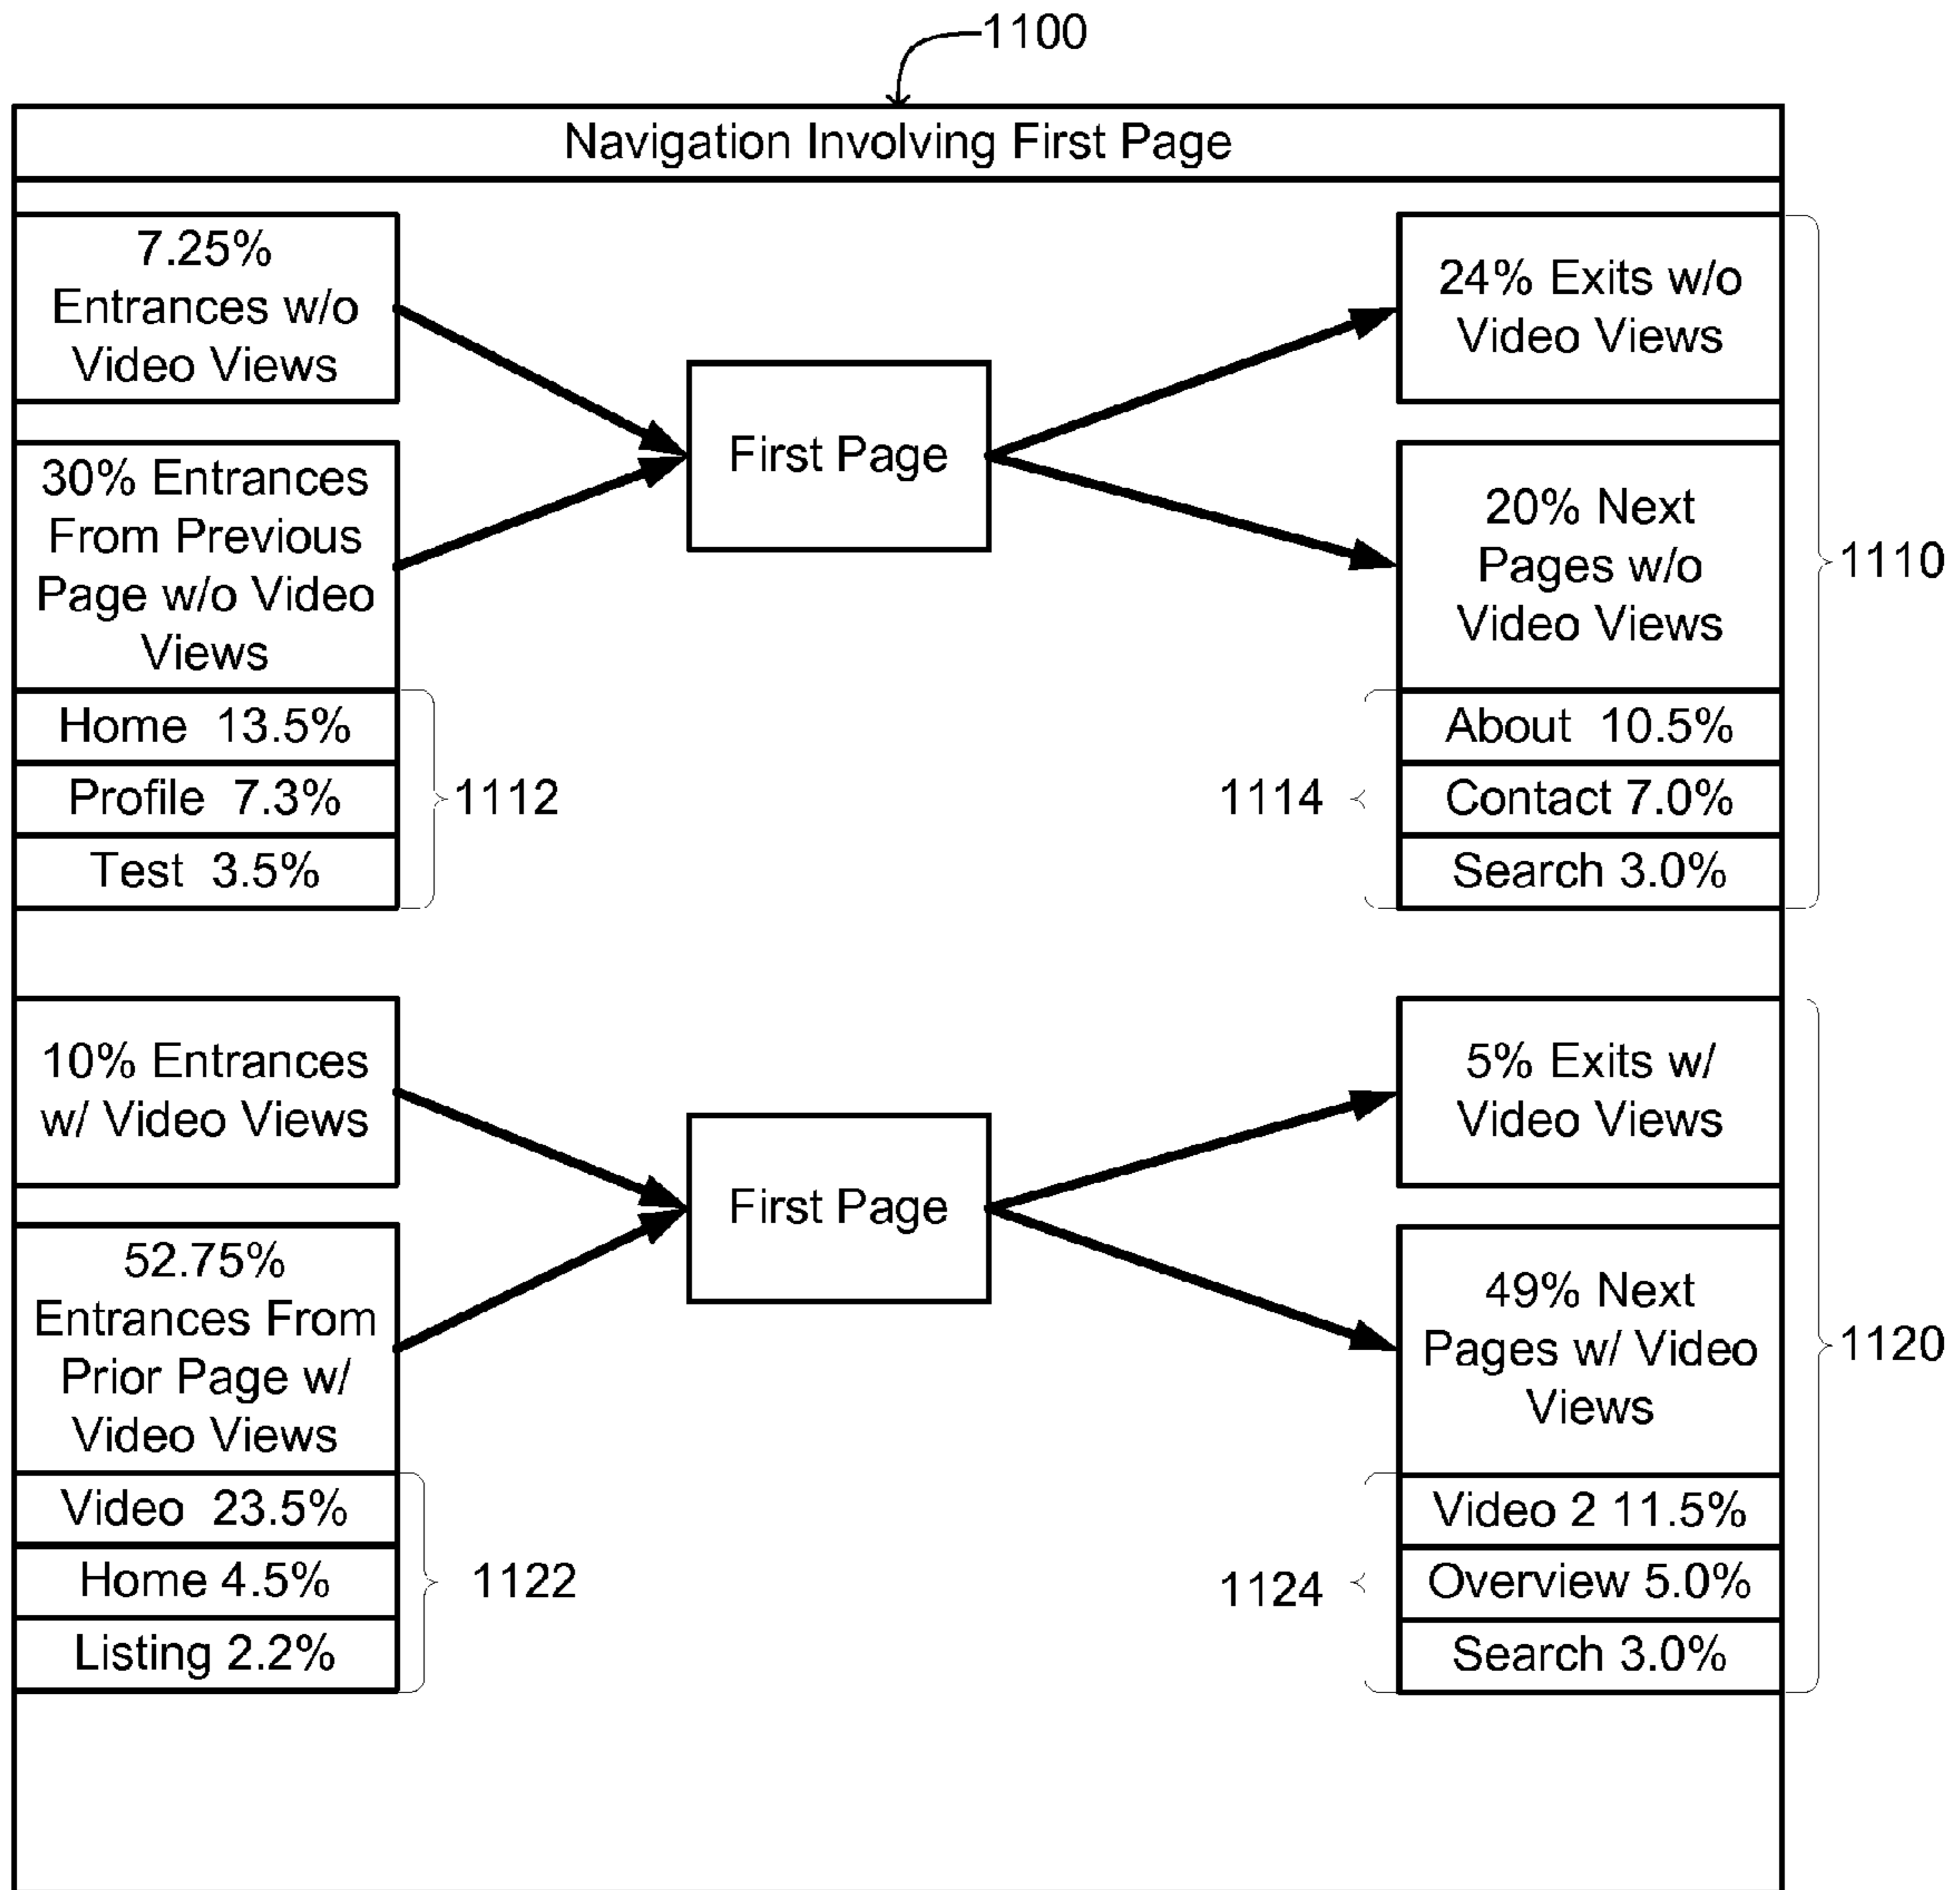 1100
Navigation Involving First Page
7.25%
Entrances w/o
Video Views
30% Entrances
From Previous
Page w/o Video
Views
Home 13.5%
Profile 7.3%
Test 3.5%
1112
First Page
24% Exits w/o
Video Views
20% Next
Pages w/o
Video Views
1114
About 10.5%
Contact 7.0%
Search 3.0%
1110
10% Entrances
w/ Video Views
52.75%
Entrances From
Prior Page w/
Video Views
Video 23.5%
Home 4.5%
Listing 2.2%
1122
First Page
5% Exits w/
Video Views
49% Next
Pages w/ Video
Views
1124
Video 2 11.5%
Overview 5.0%
Search 3.0%
1120